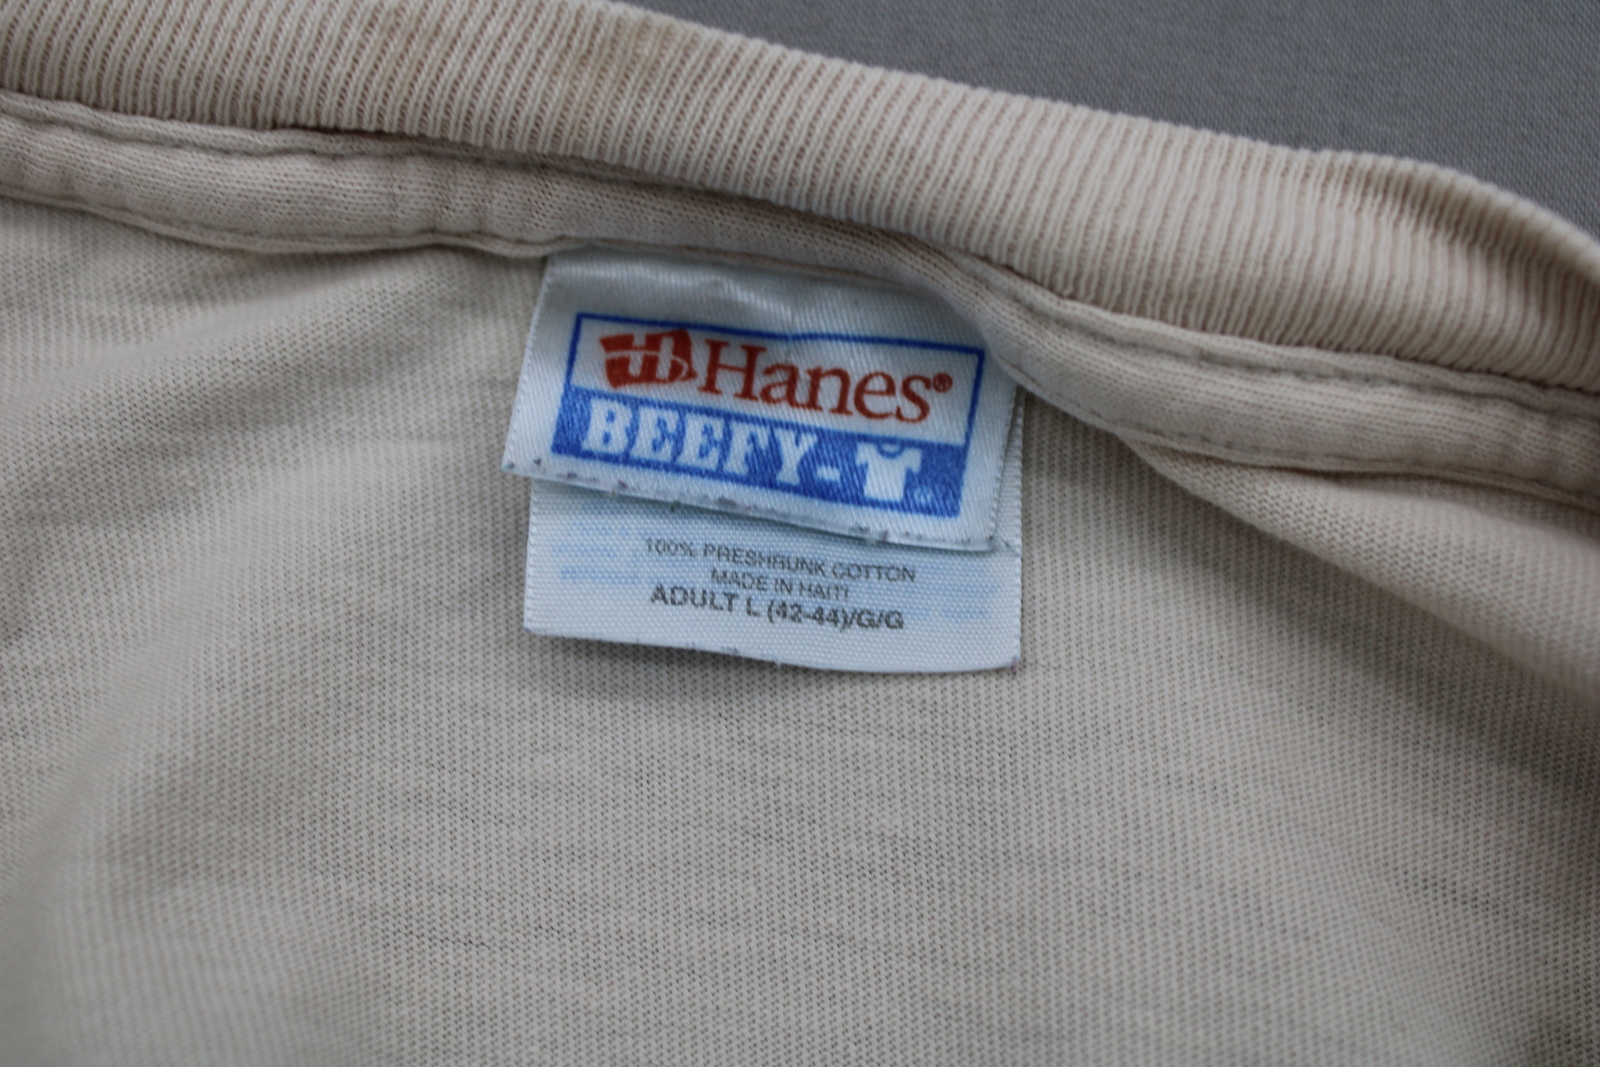 Hanes®
BEEFY-T
100% PRESHRUNK COTTON
MADE IN HAITI
ADULT L (42-44)/G/G